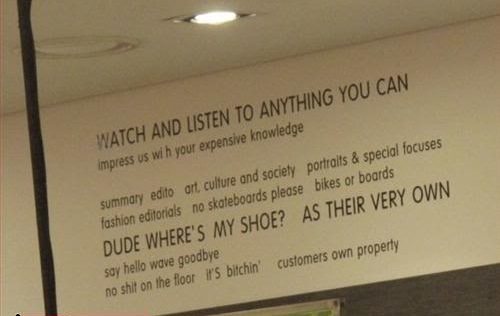 WATCH AND LISTEN TO ANYTHING YOU CAN
impress us wi h your expensive knowledge
summary edito art, culture and society portraits & special focuses
fashion editorials no skateboards please bikes or boards
DUDE WHERE'S MY SHOE? AS THEIR VERY OWN
say hello wave goodbye
no shit on the floor it'S bitchin' customers own property